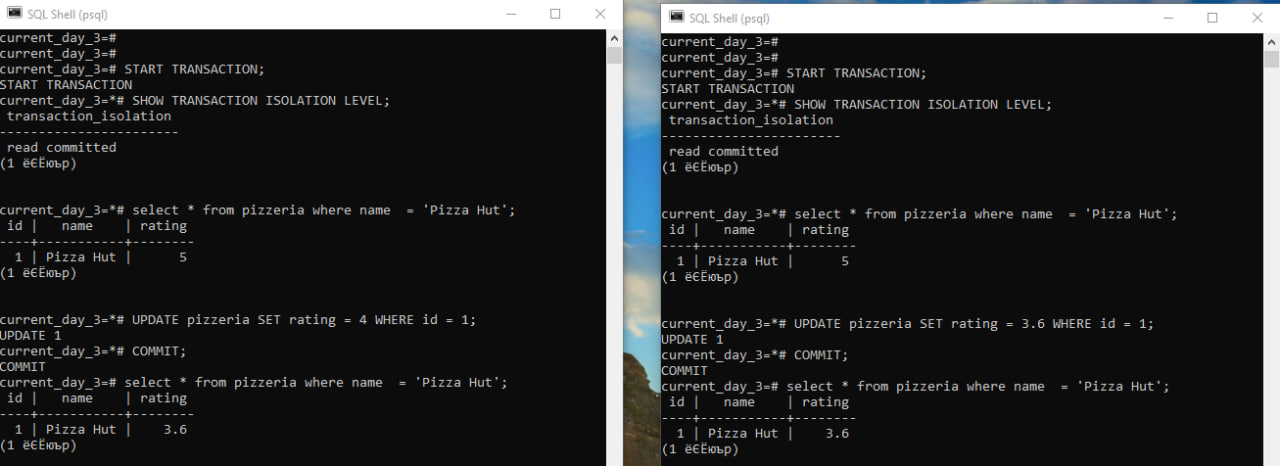 SQL Shell (psql)
current_day_3=#
current_day_3=#
current_day_3=# START TRANSACTION;
START TRANSACTION
current_day_3=*# SHOW TRANSACTION ISOLATION LEVEL;
 transaction_isolation
-----------------------
 read committed
(1 ёЄЁюър)
current_day_3=*# select * from pizzeria where name  = 'Pizza Hut';
 id |   name    | rating
----+-----------+--------
  1 | Pizza Hut |      5
(1 ёЄЁюър)
current_day_3=*# UPDATE pizzeria SET rating = 4 WHERE id = 1;
UPDATE 1
current_day_3=*# COMMIT;
COMMIT
current_day_3=# select * from pizzeria where name  = 'Pizza Hut';
 id |   name    | rating
----+-----------+--------
  1 | Pizza Hut |    3.6
(1 ёЄЁюър)
SQL Shell (psql)
current_day_3=#
current_day_3=#
current_day_3=# START TRANSACTION;
START TRANSACTION
current_day_3=*# SHOW TRANSACTION ISOLATION LEVEL;
 transaction_isolation
-----------------------
 read committed
(1 ёЄЁюър)
current_day_3=*# select * from pizzeria where name  = 'Pizza Hut';
 id |   name    | rating
----+-----------+--------
  1 | Pizza Hut |      5
(1 ёЄЁюър)
current_day_3=*# UPDATE pizzeria SET rating = 3.6 WHERE id = 1;
UPDATE 1
current_day_3=*# COMMIT;
COMMIT
current_day_3=# select * from pizzeria where name  = 'Pizza Hut';
 id |   name    | rating
----+-----------+--------
  1 | Pizza Hut |    3.6
(1 ёЄЁюър)